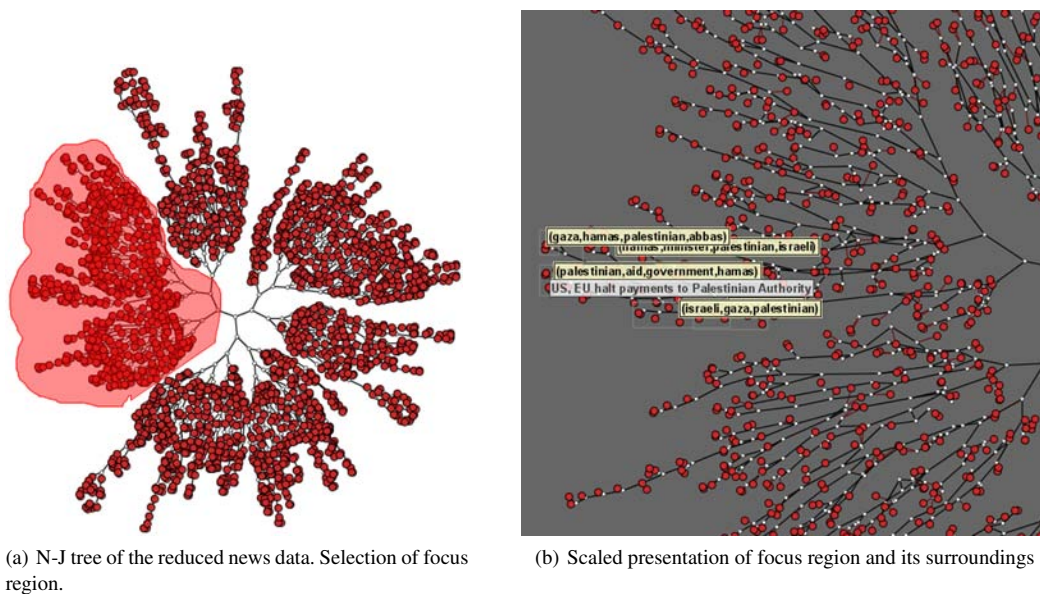 (gaza,hamas,palestinian,abbas)
(hamas,minister,palestinian,israeli)
(palestinian,aid,government,hamas)
US, EU halt payments to Palestinian Authority
(israeli,gaza,palestinian)
(a) N-J tree of the reduced news data. Selection of focus
region.
(b) Scaled presentation of focus region and its surroundings